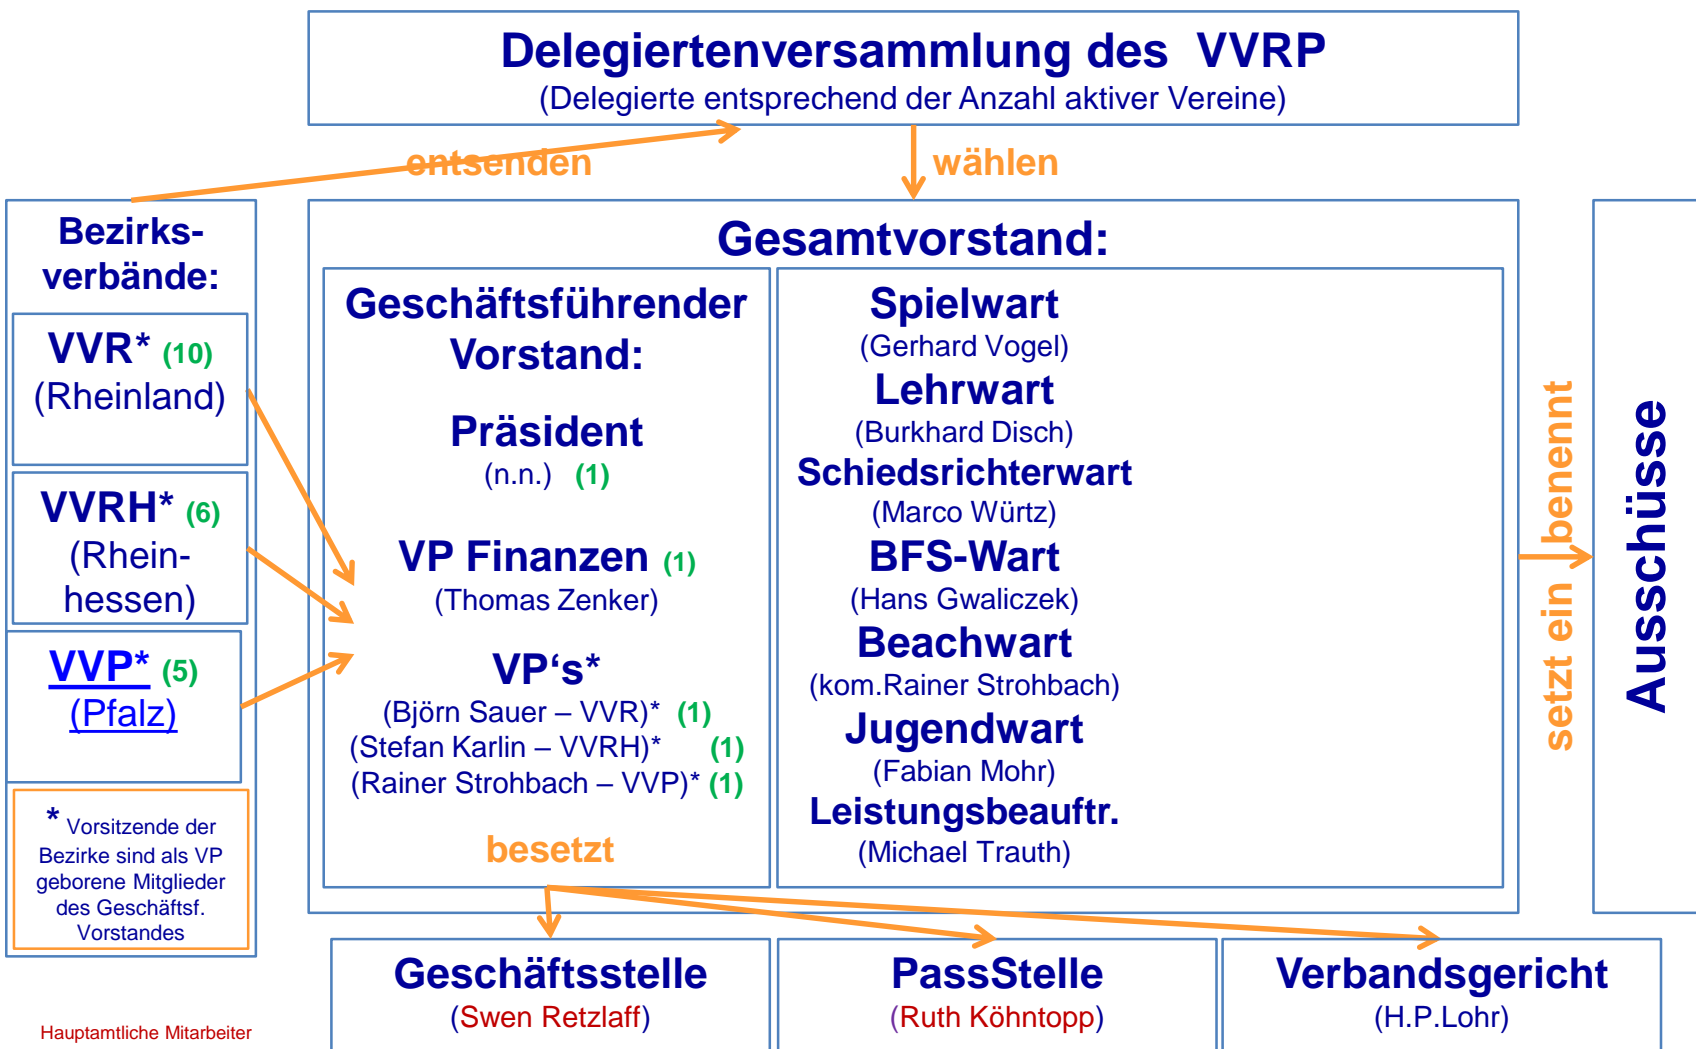 Delegiertenversammlung des VVRP
(Delegierte entsprechend der Anzahl aktiver Vereine)
entsenden
wählen
Bezirks-
verbände:
VVR* (10)
(Rheinland)
VVRH* (6)
(Rhein-
hessen)
VVP* (5)
(Pfalz)
* Vorsitzende der
Bezirke sind als VP
geborene Mitglieder
des Geschäftsf.
Vorstandes
Gesamtvorstand:
Geschäftsführender
Vorstand:
Präsident
(n.n.) (1)
VP Finanzen (1)
(Thomas Zenker)
VP‘s*
(Björn Sauer – VVR)* (1)
(Stefan Karlin – VVRH)* (1)
(Rainer Strohbach – VVP)* (1)
besetzt
Spielwart
(Gerhard Vogel)
Lehrwart
(Burkhard Disch)
Schiedsrichterwart
(Marco Würtz)
BFS-Wart
(Hans Gwaliczek)
Beachwart
(kom.Rainer Strohbach)
Jugendwart
(Fabian Mohr)
Leistungsbeauftr.
(Michael Trauth)
setzt ein benennt
Ausschüsse
Geschäftsstelle
(Swen Retzlaff)
PassStelle
(Ruth Köhntopp)
Verbandsgericht
(H.P.Lohr)
Hauptamtliche Mitarbeiter